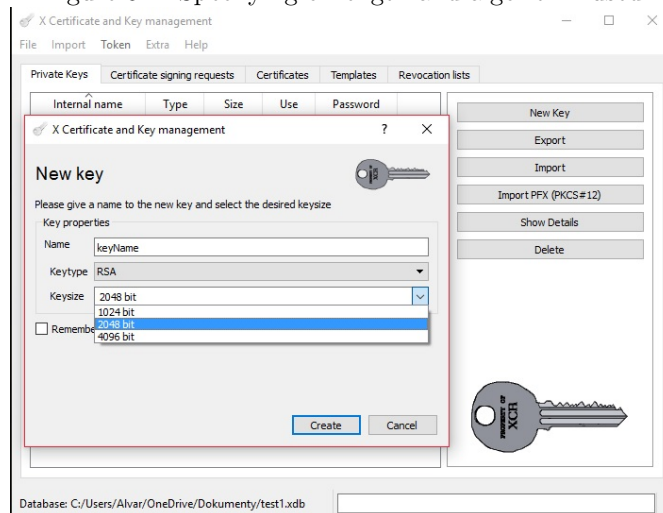 X Certificate and Key management
File Import Token Extra Help
Private Keys Certificate signing requests Certificates Templates Revocation lists
Internal name Type Size Use Password
New Key
Export
Import
Import PFX (PKCS#12)
Show Details
Delete
X Certificate and Key management ?
New key
Please give a name to the new key and select the desired keysize
Key properties
Name keyName
Keytype RSA
Keysize 2048 bit
1024 bit
2048 bit
4096 bit
Remembe
Create Cancel
PROPERTY OF
XCA
Database: C:/Users/Alvar/OneDrive/Dokumenty/test1.xdb